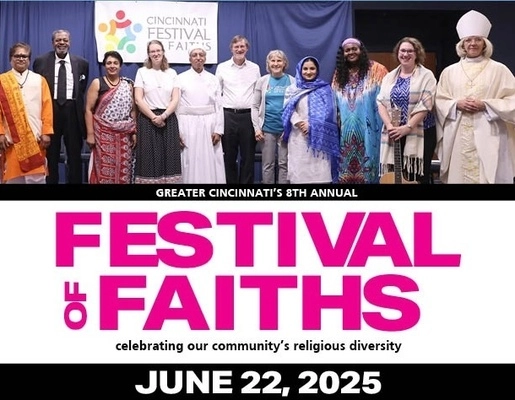 CINCINNATI
FESTIVAL
OF FAITHS
GREATER CINCINNATI'S 8TH ANNUAL
FESTIVAL
OF FAITHS
celebrating our community's religious diversity
JUNE 22, 2025